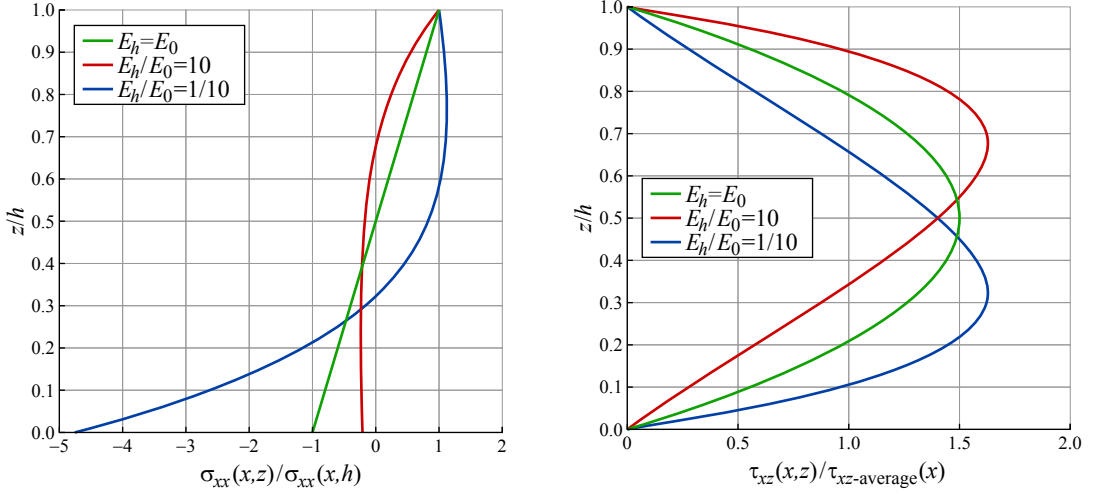 1.0
0.9
0.8
0.7
0.6
0.5
0.4
0.3
0.2
0.1
0.0
z/h
E_h=E_0
E_h/E_0=10
E_h/E_0=1/10
−5 −4 −3 −2 −1 0 1 2
σ_xx(x,z)/σ_xx(x,h)
1.0
0.9
0.8
0.7
0.6
0.5
0.4
0.3
0.2
0.1
0.0
z/h
E_h=E_0
E_h/E_0=10
E_h/E_0=1/10
0 0.5 1.0 1.5 2.0
τ_xz(x,z)/τ_xz-average(x)